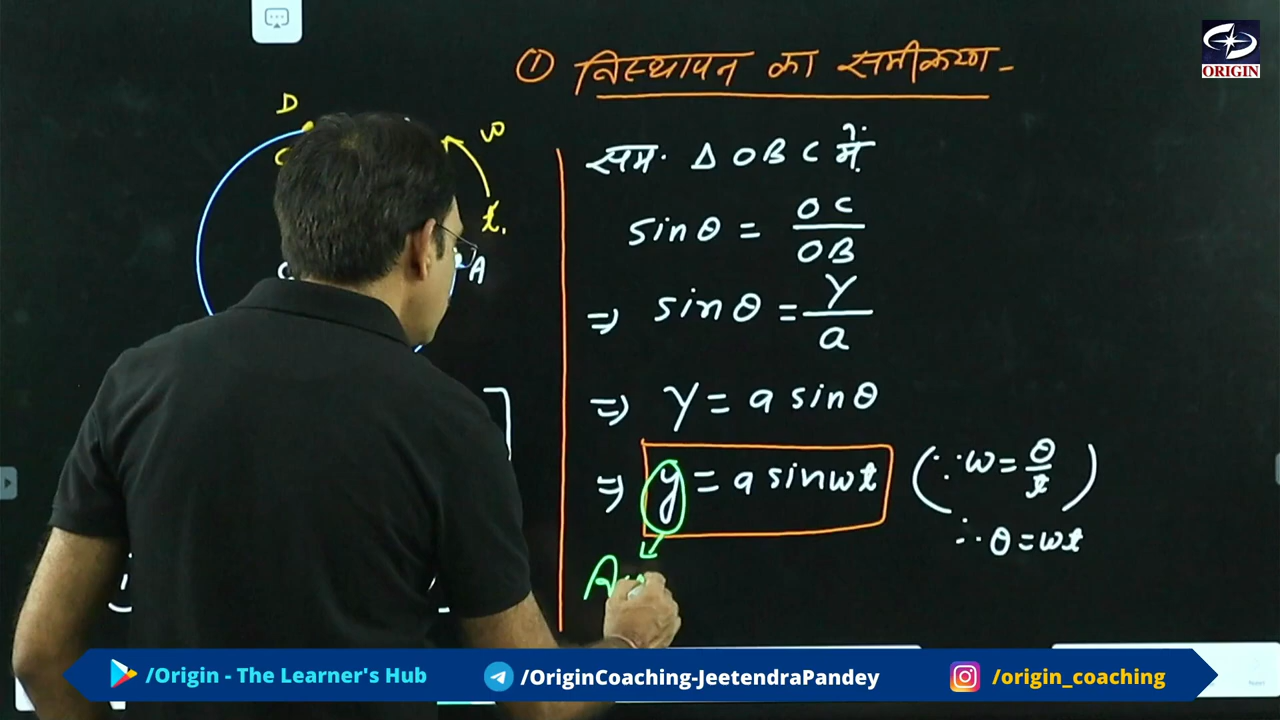 ① विस्थापन का समीकरण -
D
ω
t.
A
सम. Δ OBC में.
sinθ = OC/OB
⇒ sinθ = Y/a
⇒ Y = a sinθ
⇒ y = a sinωt (∵ ω = θ/t)
∴ θ = ωt
ORIGIN
/Origin - The Learner's Hub
/OriginCoaching-JeetendraPandey
/origin_coaching